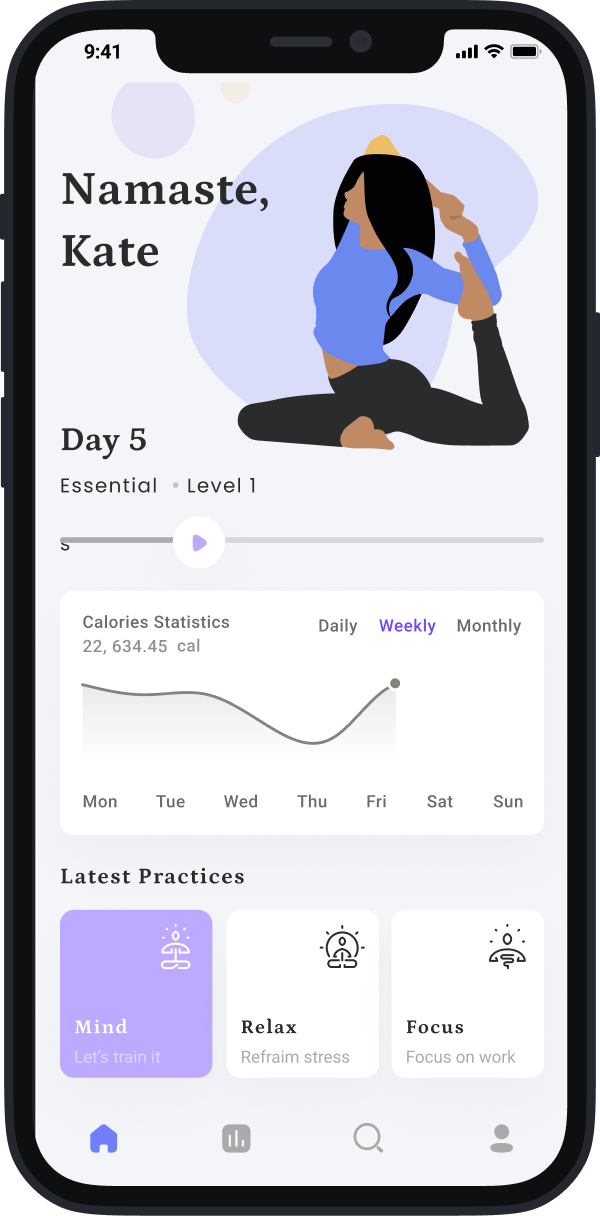 9:41
Namaste,
Kate
Day 5
Essential • Level 1
s
Calories Statistics
22, 634.45 cal
Daily Weekly Monthly
Mon Tue Wed Thu Fri Sat Sun
Latest Practices
Mind
Let's train it
Relax
Refraim stress
Focus
Focus on work